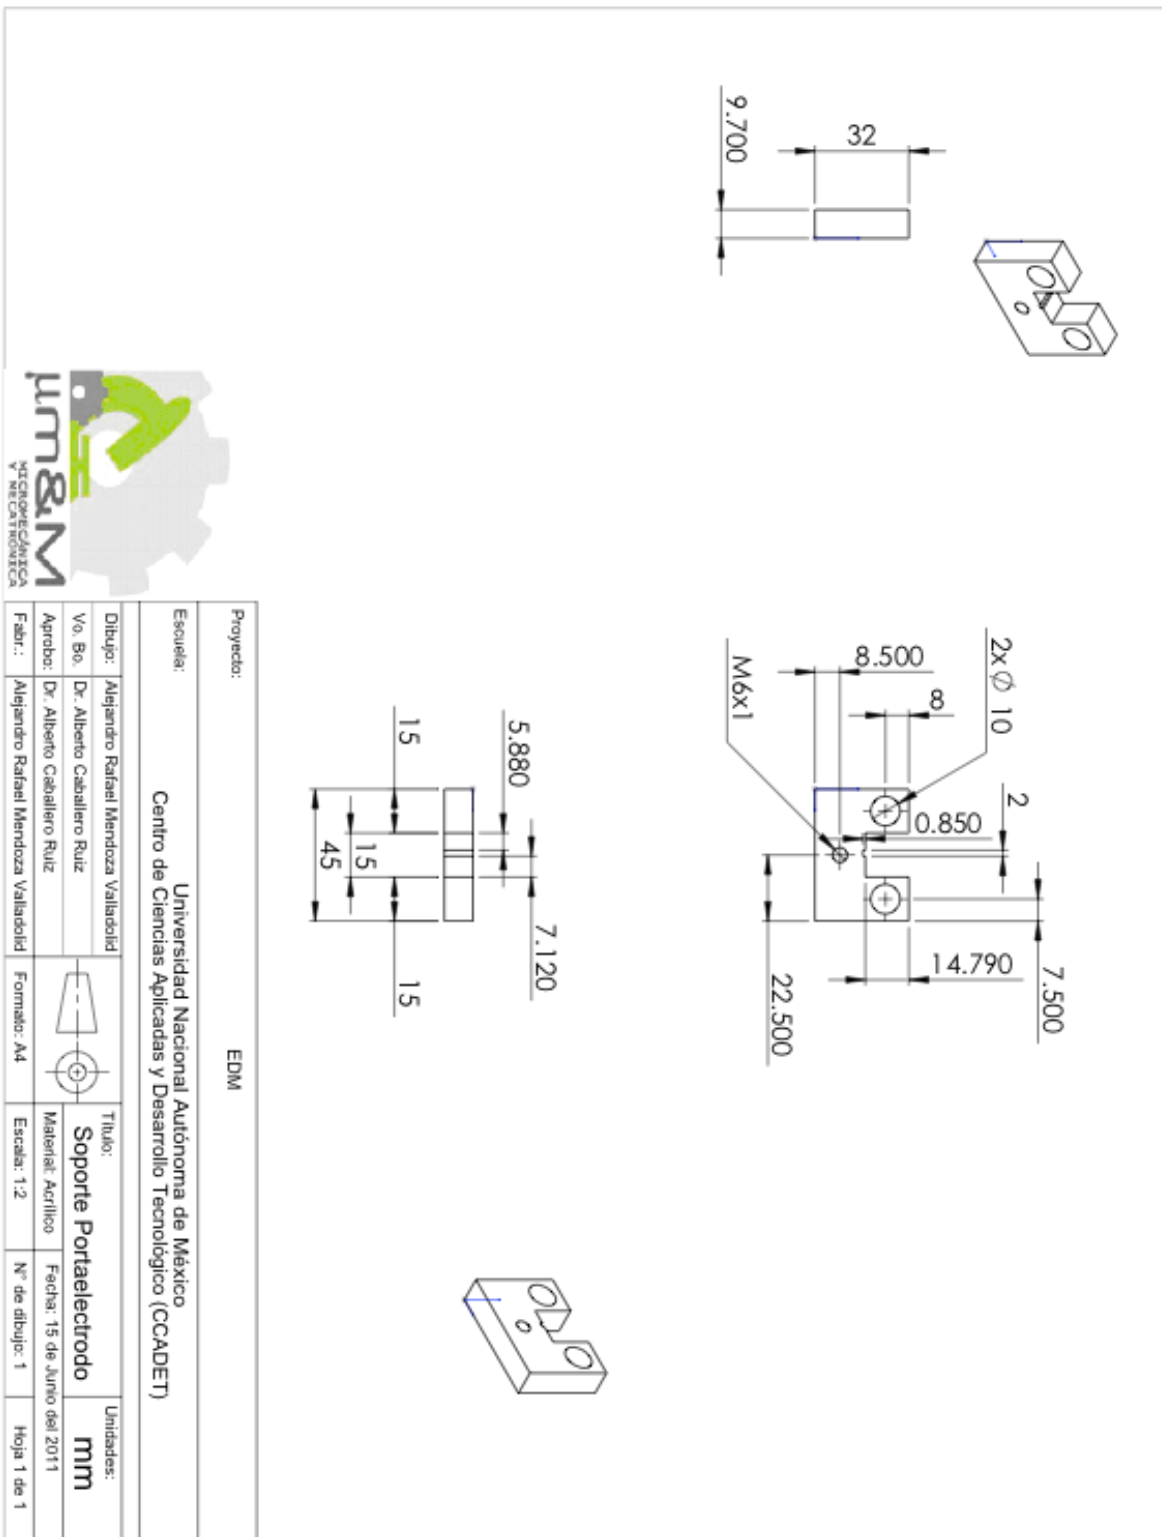 9.700
32
2x Ø 10
8.500
8
M6x1
2
0.850
14.790
7.500
22.500
5.880
7.120
15
15
15
45
µm&M
MICROMECÁNICA
Y MECATRÓNICA
Proyecto:
EDM
Escuela:
Universidad Nacional Autónoma de México
Centro de Ciencias Aplicadas y Desarrollo Tecnológico (CCADET)
Dibujo: Alejandro Rafael Mendoza Valladolid
Vo. Bo. Dr. Alberto Caballero Ruiz
Aprobo: Dr. Alberto Caballero Ruiz
Fabr.: Alejandro Rafael Mendoza Valladolid
Formato: A4
Título:
Soporte Portaelectrodo
Unidades:
mm
Material: Acrílico
Fecha: 15 de Junio del 2011
Escala: 1:2
N° de dibujo: 1
Hoja 1 de 1